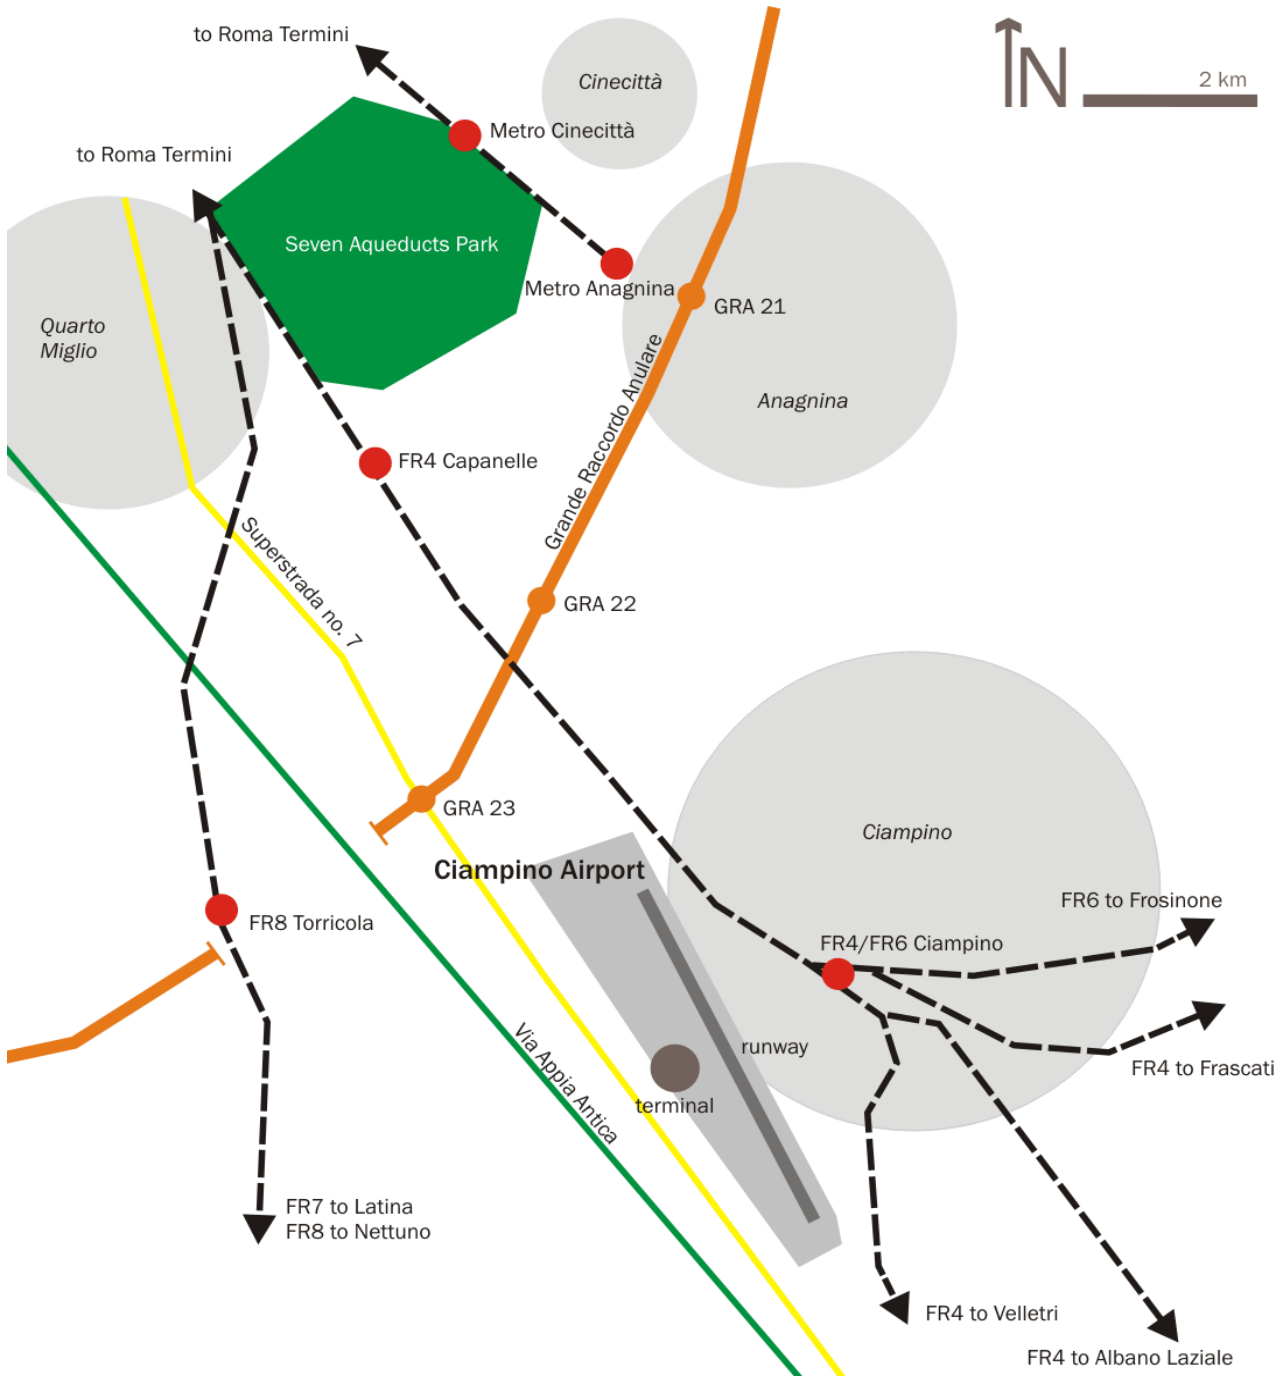 to Roma Termini
Cinecittà
N
2 km
Metro Cinecittà
to Roma Termini
Seven Aqueducts Park
Metro Anagnina
GRA 21
Quarto
Miglio
Grande Raccordo Anulare
Anagnina
FR4 Capanelle
Superstrada no. 7
GRA 22
GRA 23
Ciampino
Ciampino Airport
FR6 to Frosinone
FR8 Torricola
FR4/FR6 Ciampino
Via Appia Antica
runway
FR4 to Frascati
terminal
FR7 to Latina
FR8 to Nettuno
FR4 to Velletri
FR4 to Albano Laziale